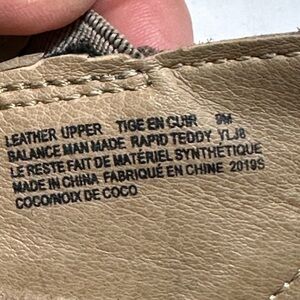 LEATHER UPPER TIGE EN CUIR 9M
BALANCE MAN MADE RAPID TEDDY YLJ8
LE RESTE FAIT DE MATÉRIEL SYNTHÉTIQUE
MADE IN CHINA FABRIQUÉ EN CHINE 2019S
COCO/NOIX DE COCO